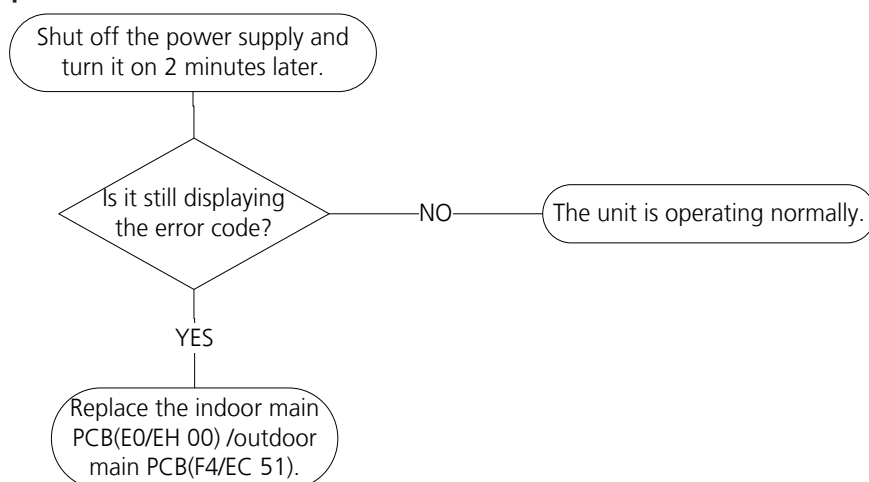 Shut off the power supply and
turn it on 2 minutes later.
Is it still displaying
the error code?
NO
The unit is operating normally.
YES
Replace the indoor main
PCB(E0/EH 00) /outdoor
main PCB(F4/EC 51).